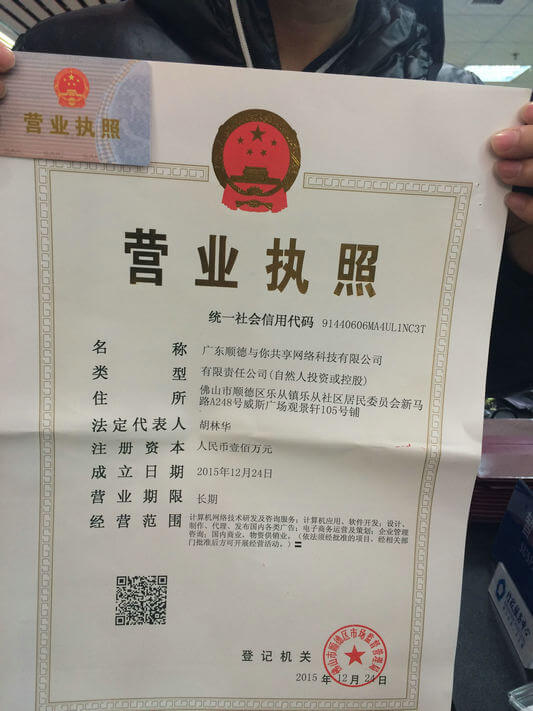 营业执照
营业执照
统一社会信用代码 91440606MA4UL1NC3T
名称 广东顺德与你共享网络科技有限公司
类型 有限责任公司(自然人投资或控股)
住所 佛山市顺德区乐从镇乐从社区居民委员会新马
路A248号威斯广场观景轩105号铺
法定代表人 胡林华
注册资本 人民币壹佰万元
成立日期 2015年12月24日
营业期限 长期
经营范围 计算机网络技术研发及咨询服务；计算机应用、软件开发；设计、
制作、代理、发布国内各类广告；电子商务运营及策划；企业管理
咨询；国内商业、物资供销业。（依法须经批准的项目，经相关部
门批准后方可开展经营活动。）〓
登记机关
佛山市顺德区市场监督管理局
2015 年 12 月 24 日